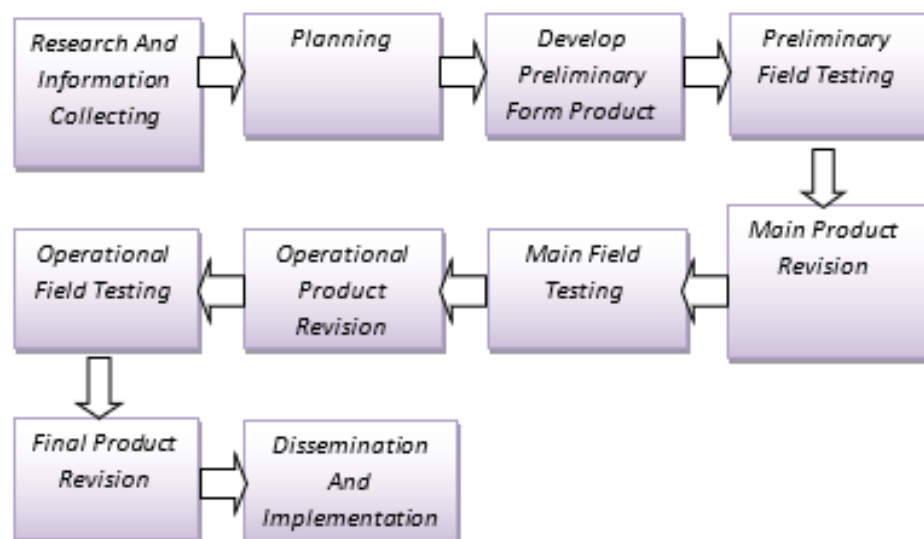 Research And
Information
Collecting
Planning
Develop
Preliminary
Form Product
Preliminary
Field Testing
Main Product
Revision
Main Field
Testing
Operational
Product
Revision
Operational
Field Testing
Final Product
Revision
Dissemination
And
Implementation